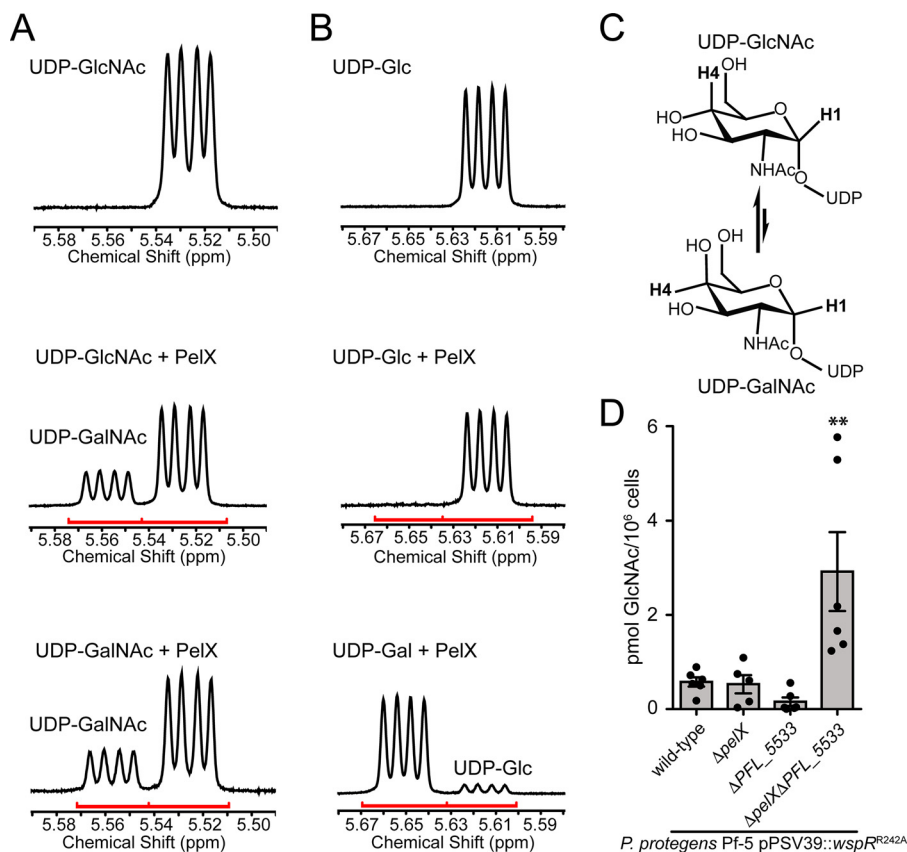 A
UDP-GlcNAc
5.58 5.56 5.54 5.52 5.50
Chemical Shift (ppm)
UDP-GlcNAc + PelX
UDP-GalNAc
5.58 5.56 5.54 5.52 5.50
Chemical Shift (ppm)
UDP-GalNAc + PelX
UDP-GalNAc
5.58 5.56 5.54 5.52 5.50
Chemical Shift (ppm)
B
UDP-Glc
5.67 5.65 5.63 5.61 5.59
Chemical Shift (ppm)
UDP-Glc + PelX
5.67 5.65 5.63 5.61 5.59
Chemical Shift (ppm)
UDP-Gal + PelX
UDP-Glc
5.67 5.65 5.63 5.61 5.59
Chemical Shift (ppm)
C
UDP-GlcNAc
H4 OH
HO O H1
HO
NHAc O
UDP
HO OH
H4 O H1
HO
NHAc O
UDP
UDP-GalNAc
D
pmol GlcNAc/10⁶ cells
6
4
2
0
**
wild-type
ΔpelX
ΔPFL_5533
ΔpelXΔPFL_5533
P. protegens Pf-5 pPSV39::wspR^R242A